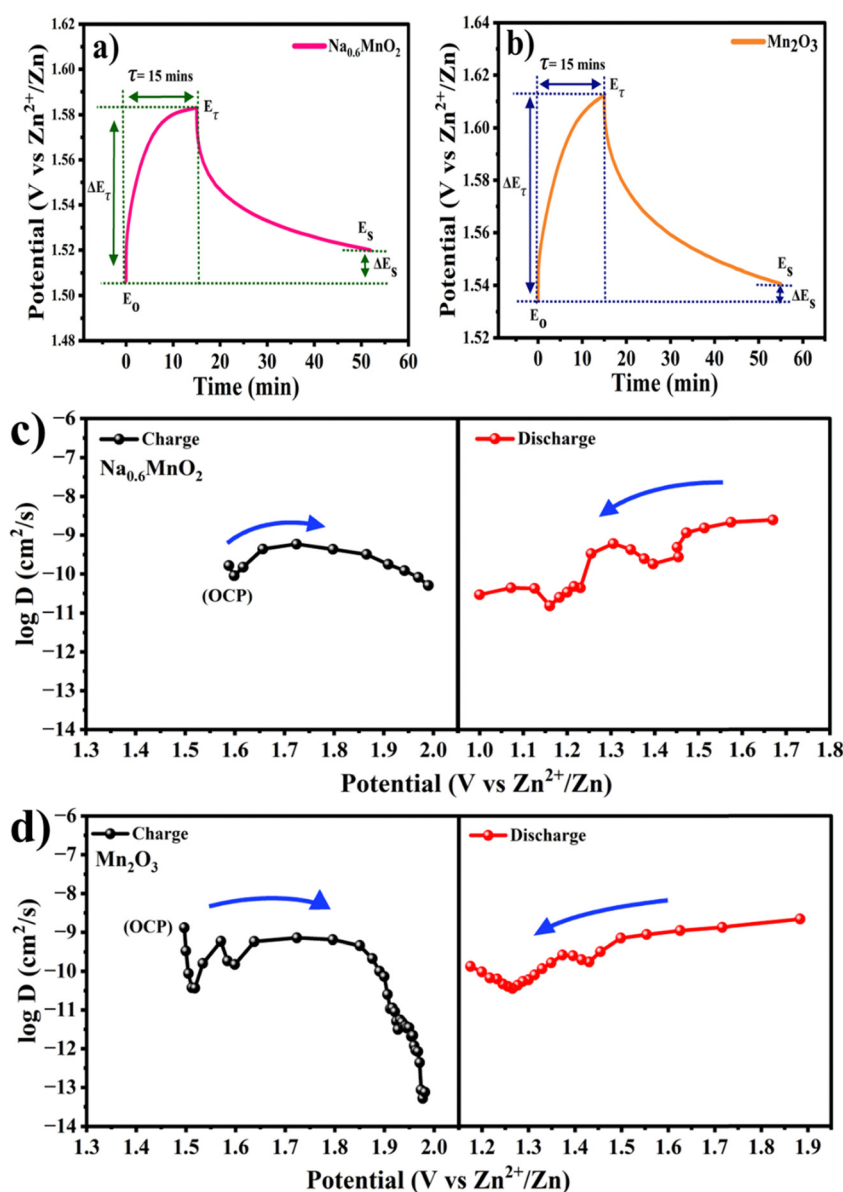 a)
Na0.6MnO2
τ= 15 mins
Eτ
ΔEτ
Es
ΔEs
Eo
Potential (V vs Zn2+/Zn)
1.62
1.60
1.58
1.56
1.54
1.52
1.50
1.48
0 10 20 30 40 50 60
Time (min)
b)
Mn2O3
τ= 15 mins
Eτ
ΔEτ
Es
ΔEs
Eo
Potential (V vs Zn2+/Zn)
1.64
1.62
1.60
1.58
1.56
1.54
1.52
0 10 20 30 40 50 60
Time (min)
c)
Charge
Na0.6MnO2
(OCP)
Discharge
log D (cm2/s)
−6
−7
−8
−9
−10
−11
−12
−13
−14
1.3 1.4 1.5 1.6 1.7 1.8 1.9 2.0
1.0 1.1 1.2 1.3 1.4 1.5 1.6 1.7 1.8
Potential (V vs Zn2+/Zn)
d)
Charge
Mn2O3
(OCP)
Discharge
log D (cm2/s)
−6
−7
−8
−9
−10
−11
−12
−13
−14
1.3 1.4 1.5 1.6 1.7 1.8 1.9 2.0
1.2 1.3 1.4 1.5 1.6 1.7 1.8 1.9
Potential (V vs Zn2+/Zn)